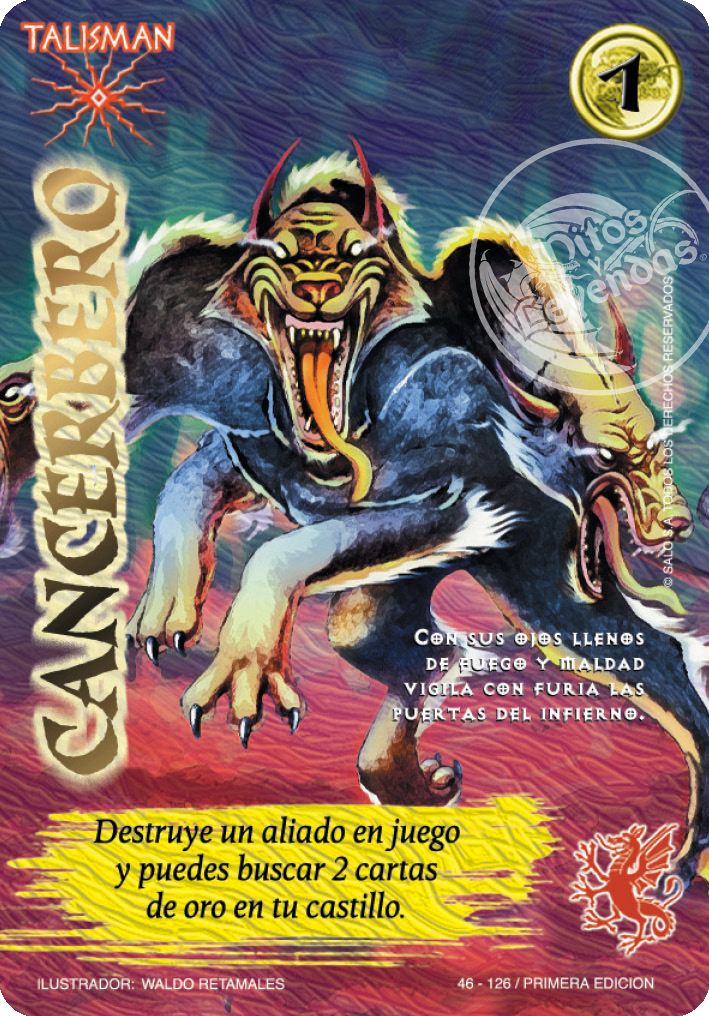 TALISMAN
1
CANCERBERO
Mitos
y
Leyendas
© SALO S.A. TODOS LOS DERECHOS RESERVADOS
CON SUS OJOS LLENOS
DE FUEGO Y MALDAD
VIGILA CON FURIA LAS
PUERTAS DEL INFIERNO.
Destruye un aliado en juego
y puedes buscar 2 cartas
de oro en tu castillo.
ILUSTRADOR: WALDO RETAMALES
46 - 126 / PRIMERA EDICION